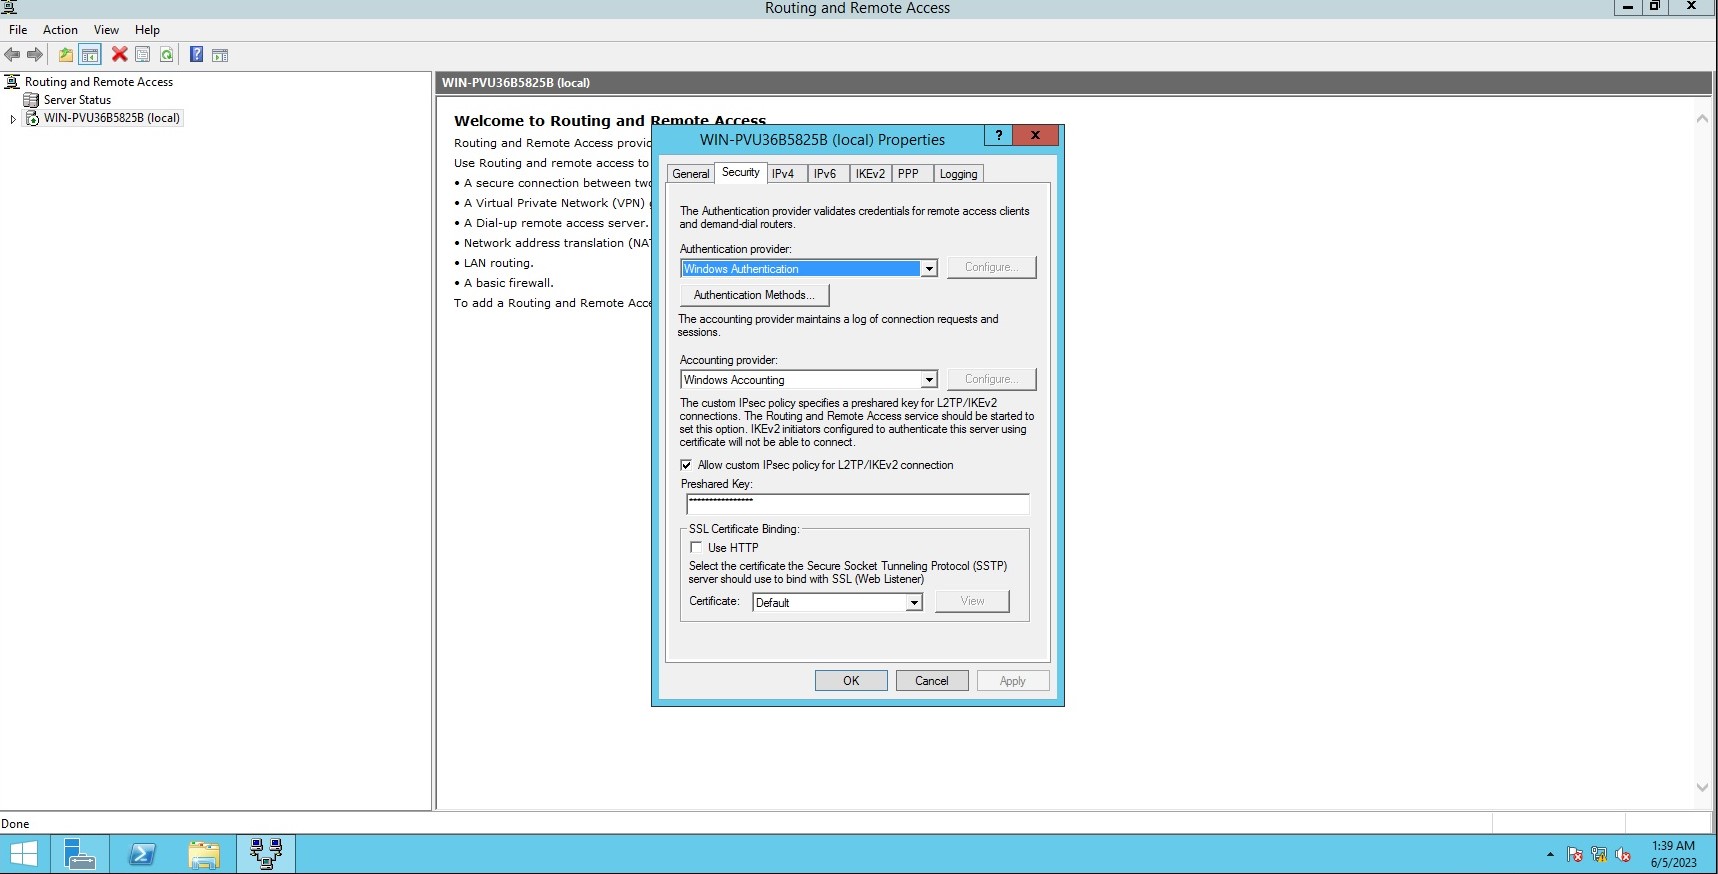 Routing and Remote Access
File Action View Help
Routing and Remote Access
Server Status
WIN-PVU36B5825B (local)
WIN-PVU36B5825B (local)
Welcome to Routing and Remote Access
Routing and Remote Access
Use Routing and remote access to
• A secure connection between
• A Virtual Private Network (VPN)
• A Dial-up remote access server.
• Network address translation
• LAN routing.
• A basic firewall.
To add a Routing and Remote
WIN-PVU36B5825B (local) Properties
? X
General Security IPv4 IPv6 IKEv2 PPP Logging
The Authentication provider validates credentials for remote access clients
and demand-dial routers.
Authentication provider:
Windows Authentication Configure...
Authentication Methods...
The accounting provider maintains a log of connection requests and
sessions.
Accounting provider:
Windows Accounting Configure...
The custom IPsec policy specifies a preshared key for L2TP/IKEv2
connections. The Routing and Remote Access service should be started to
set this option. IKEv2 initiators configured to authenticate this server using
certificate will not be able to connect.
Allow custom IPsec policy for L2TP/IKEv2 connection
Preshared Key:
****************
SSL Certificate Binding:
Use HTTP
Select the certificate the Secure Socket Tunneling Protocol (SSTP)
server should use to bind with SSL (Web Listener)
Certificate: Default View
OK Cancel Apply
Done
1:39 AM
6/5/2023